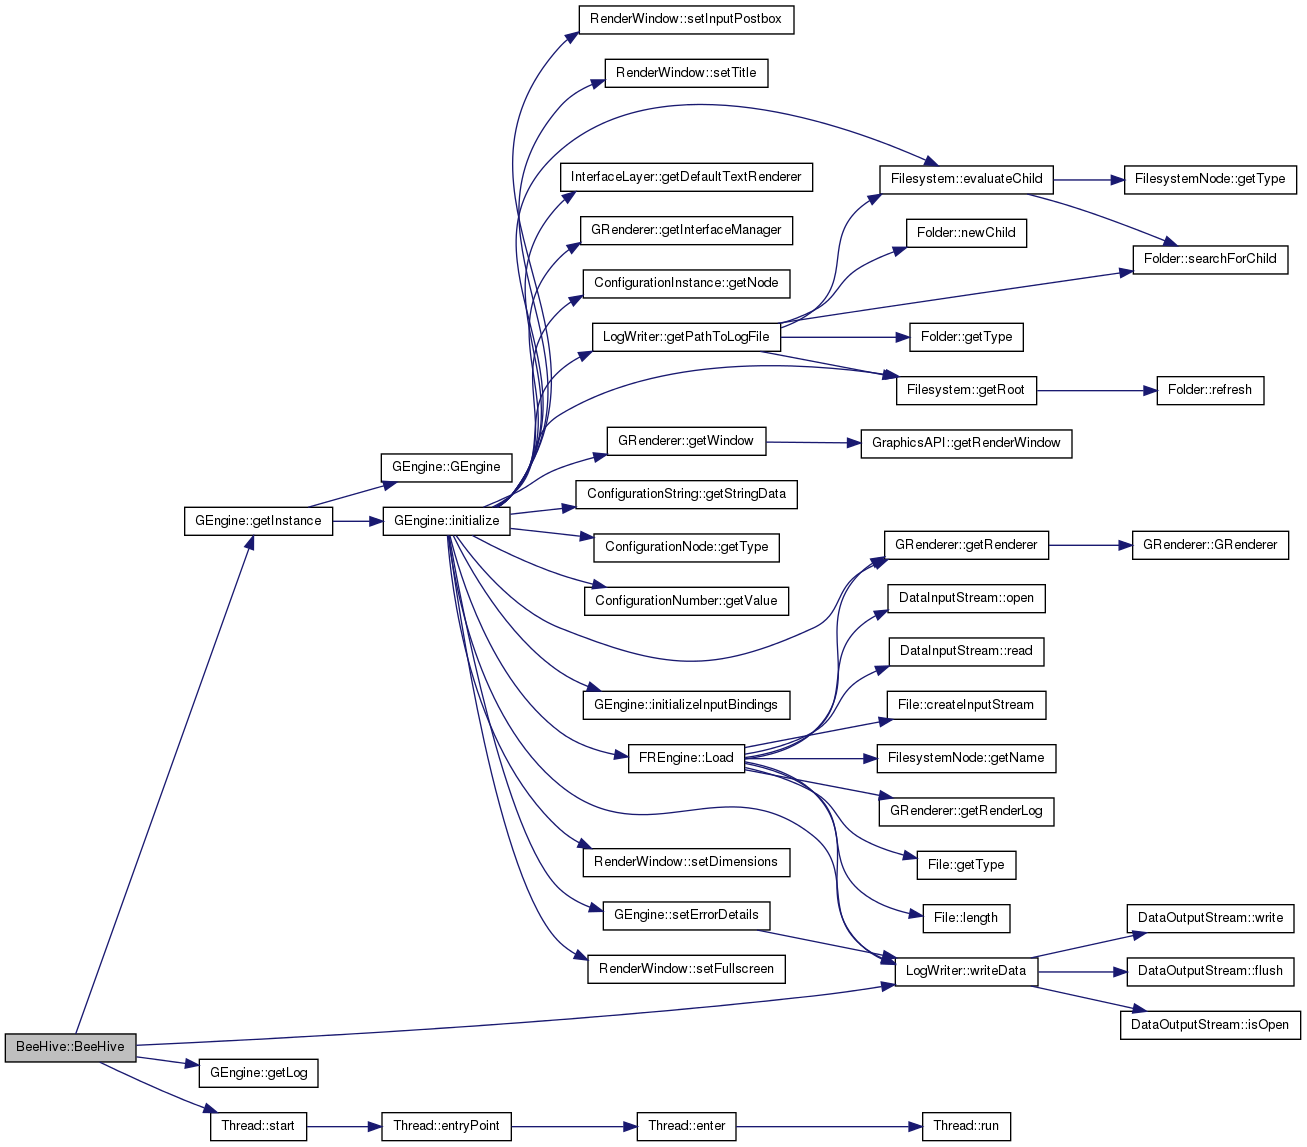 RenderWindow::setInputPostbox
RenderWindow::setTitle
InterfaceLayer::getDefaultTextRenderer
Filesystem::evaluateChild
FilesystemNode::getType
GRenderer::getInterfaceManager
Folder::newChild
Folder::searchForChild
ConfigurationInstance::getNode
LogWriter::getPathToLogFile
Folder::getType
Filesystem::getRoot
Folder::refresh
GRenderer::getWindow
GraphicsAPI::getRenderWindow
GEngine::GEngine
ConfigurationString::getStringData
GEngine::getInstance
GEngine::initialize
ConfigurationNode::getType
GRenderer::getRenderer
GRenderer::GRenderer
ConfigurationNumber::getValue
DataInputStream::open
DataInputStream::read
GEngine::initializeInputBindings
File::createInputStream
FREngine::Load
FilesystemNode::getName
GRenderer::getRenderLog
RenderWindow::setDimensions
File::getType
GEngine::setErrorDetails
File::length
DataOutputStream::write
RenderWindow::setFullscreen
LogWriter::writeData
DataOutputStream::flush
DataOutputStream::isOpen
BeeHive::BeeHive
GEngine::getLog
Thread::start
Thread::entryPoint
Thread::enter
Thread::run